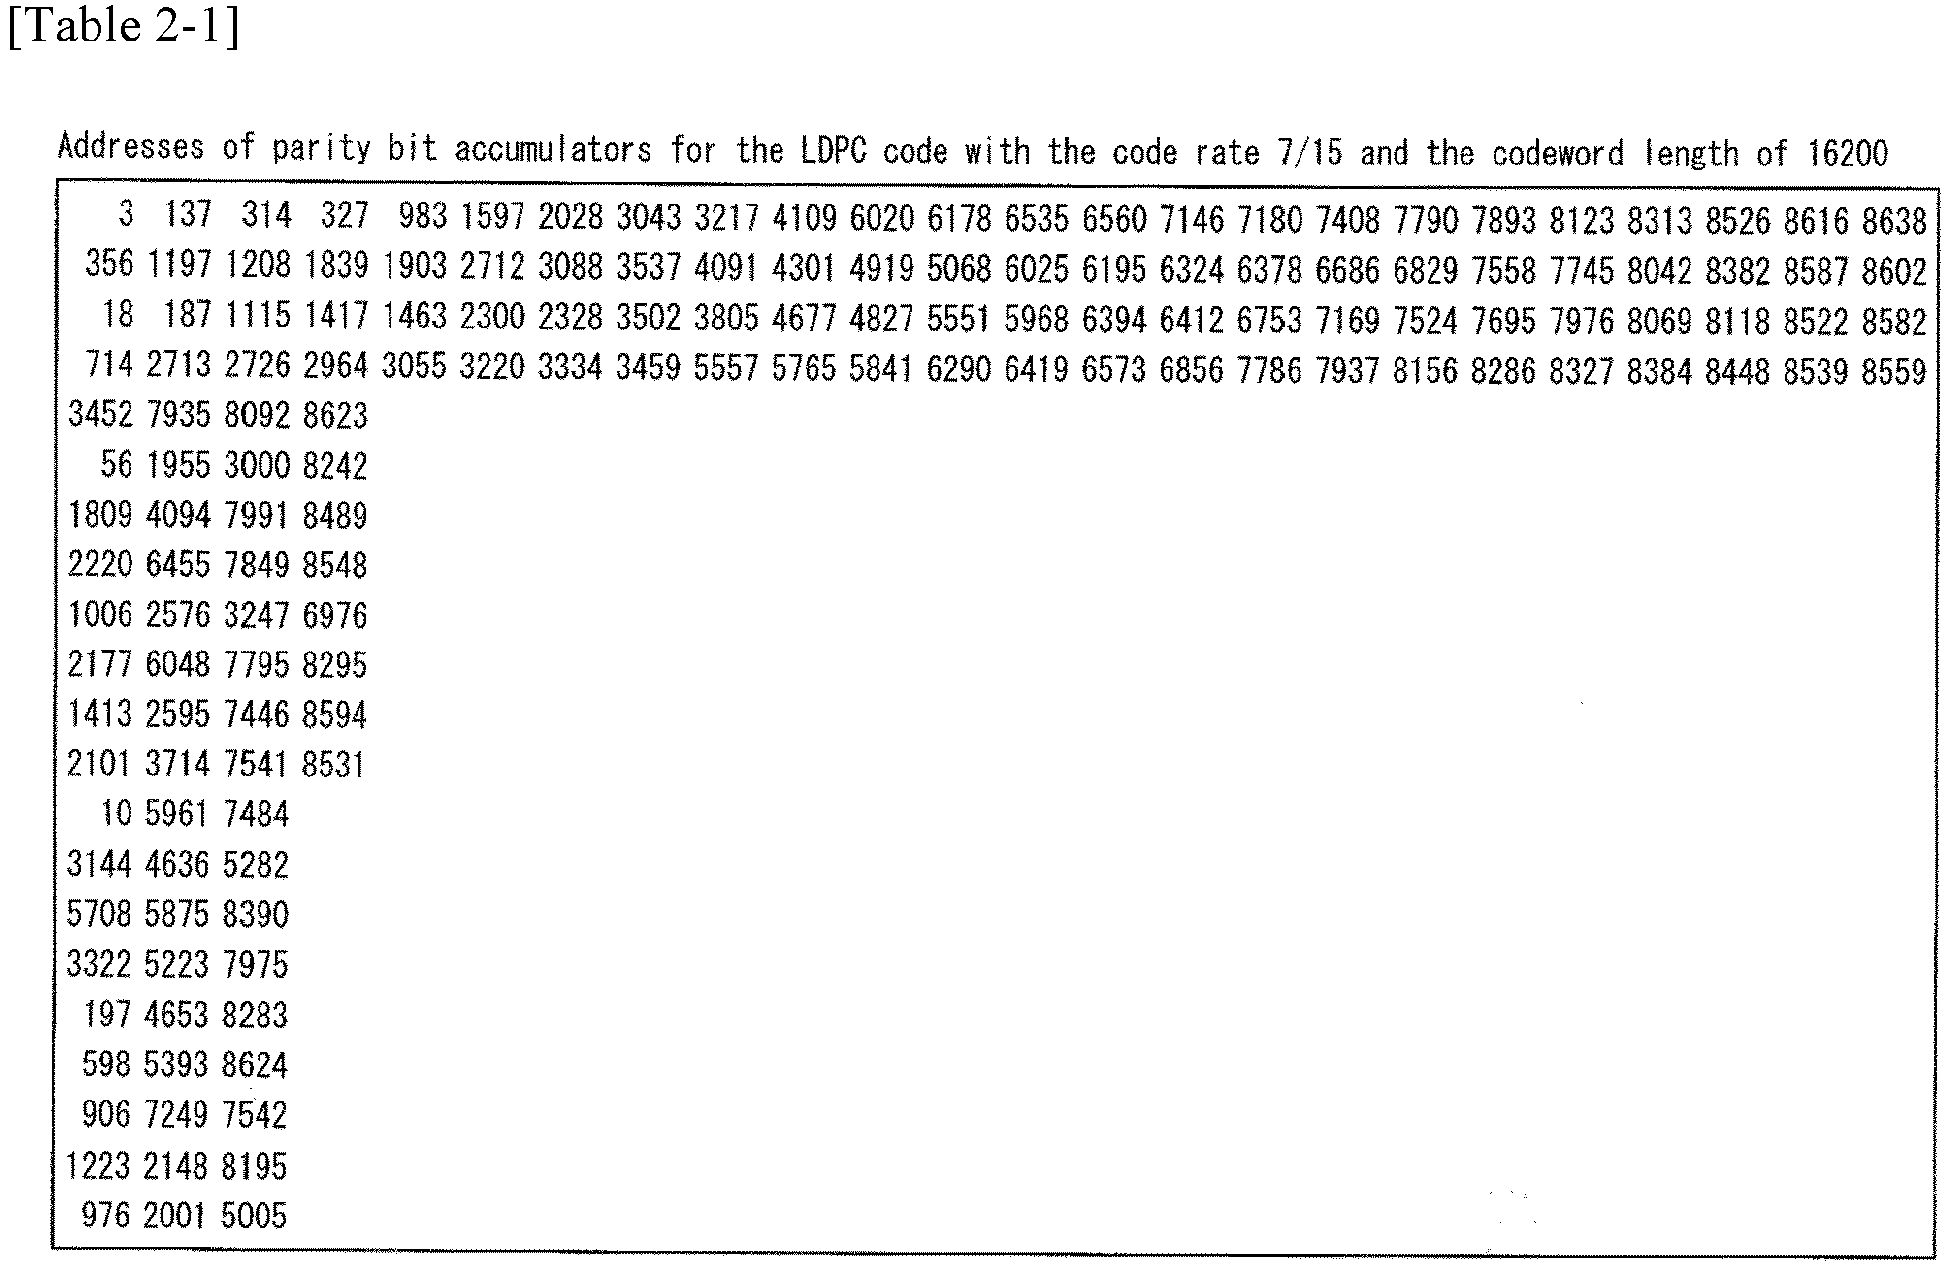 [Table 2-1]
Addresses of parity bit accumulators for the LDPC code with the code rate 7/15 and the codeword length of 16200
3 137 314 327 983 1597 2028 3043 3217 4109 6020 6178 6535 6560 7146 7180 7408 7790 7893 8123 8313 8526 8616 8638
356 1197 1208 1839 1903 2712 3088 3537 4091 4301 4919 5068 6025 6195 6324 6378 6686 6829 7558 7745 8042 8382 8587 8602
18 187 1115 1417 1463 2300 2328 3502 3805 4677 4827 5551 5968 6394 6412 6753 7169 7524 7695 7976 8069 8118 8522 8582
714 2713 2726 2964 3055 3220 3334 3459 5557 5765 5841 6290 6419 6573 6856 7786 7937 8156 8286 8327 8384 8448 8539 8559
3452 7935 8092 8623
56 1955 3000 8242
1809 4094 7991 8489
2220 6455 7849 8548
1006 2576 3247 6976
2177 6048 7795 8295
1413 2595 7446 8594
2101 3714 7541 8531
10 5961 7484
3144 4636 5282
5708 5875 8390
3322 5223 7975
197 4653 8283
598 5393 8624
906 7249 7542
1223 2148 8195
976 2001 5005